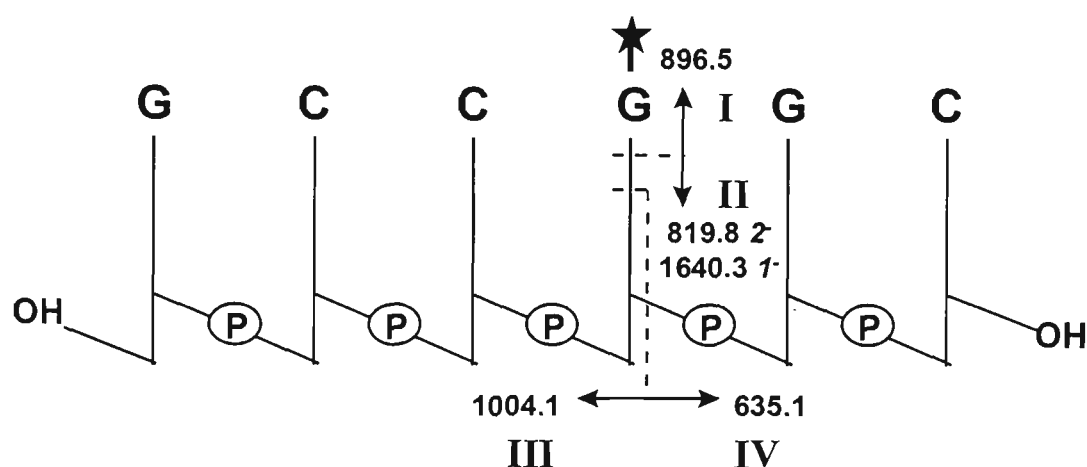 896.5
G C C G I G C
II
819.8 2-
1640.3 1-
OH P P P P P OH
1004.1 635.1
III IV